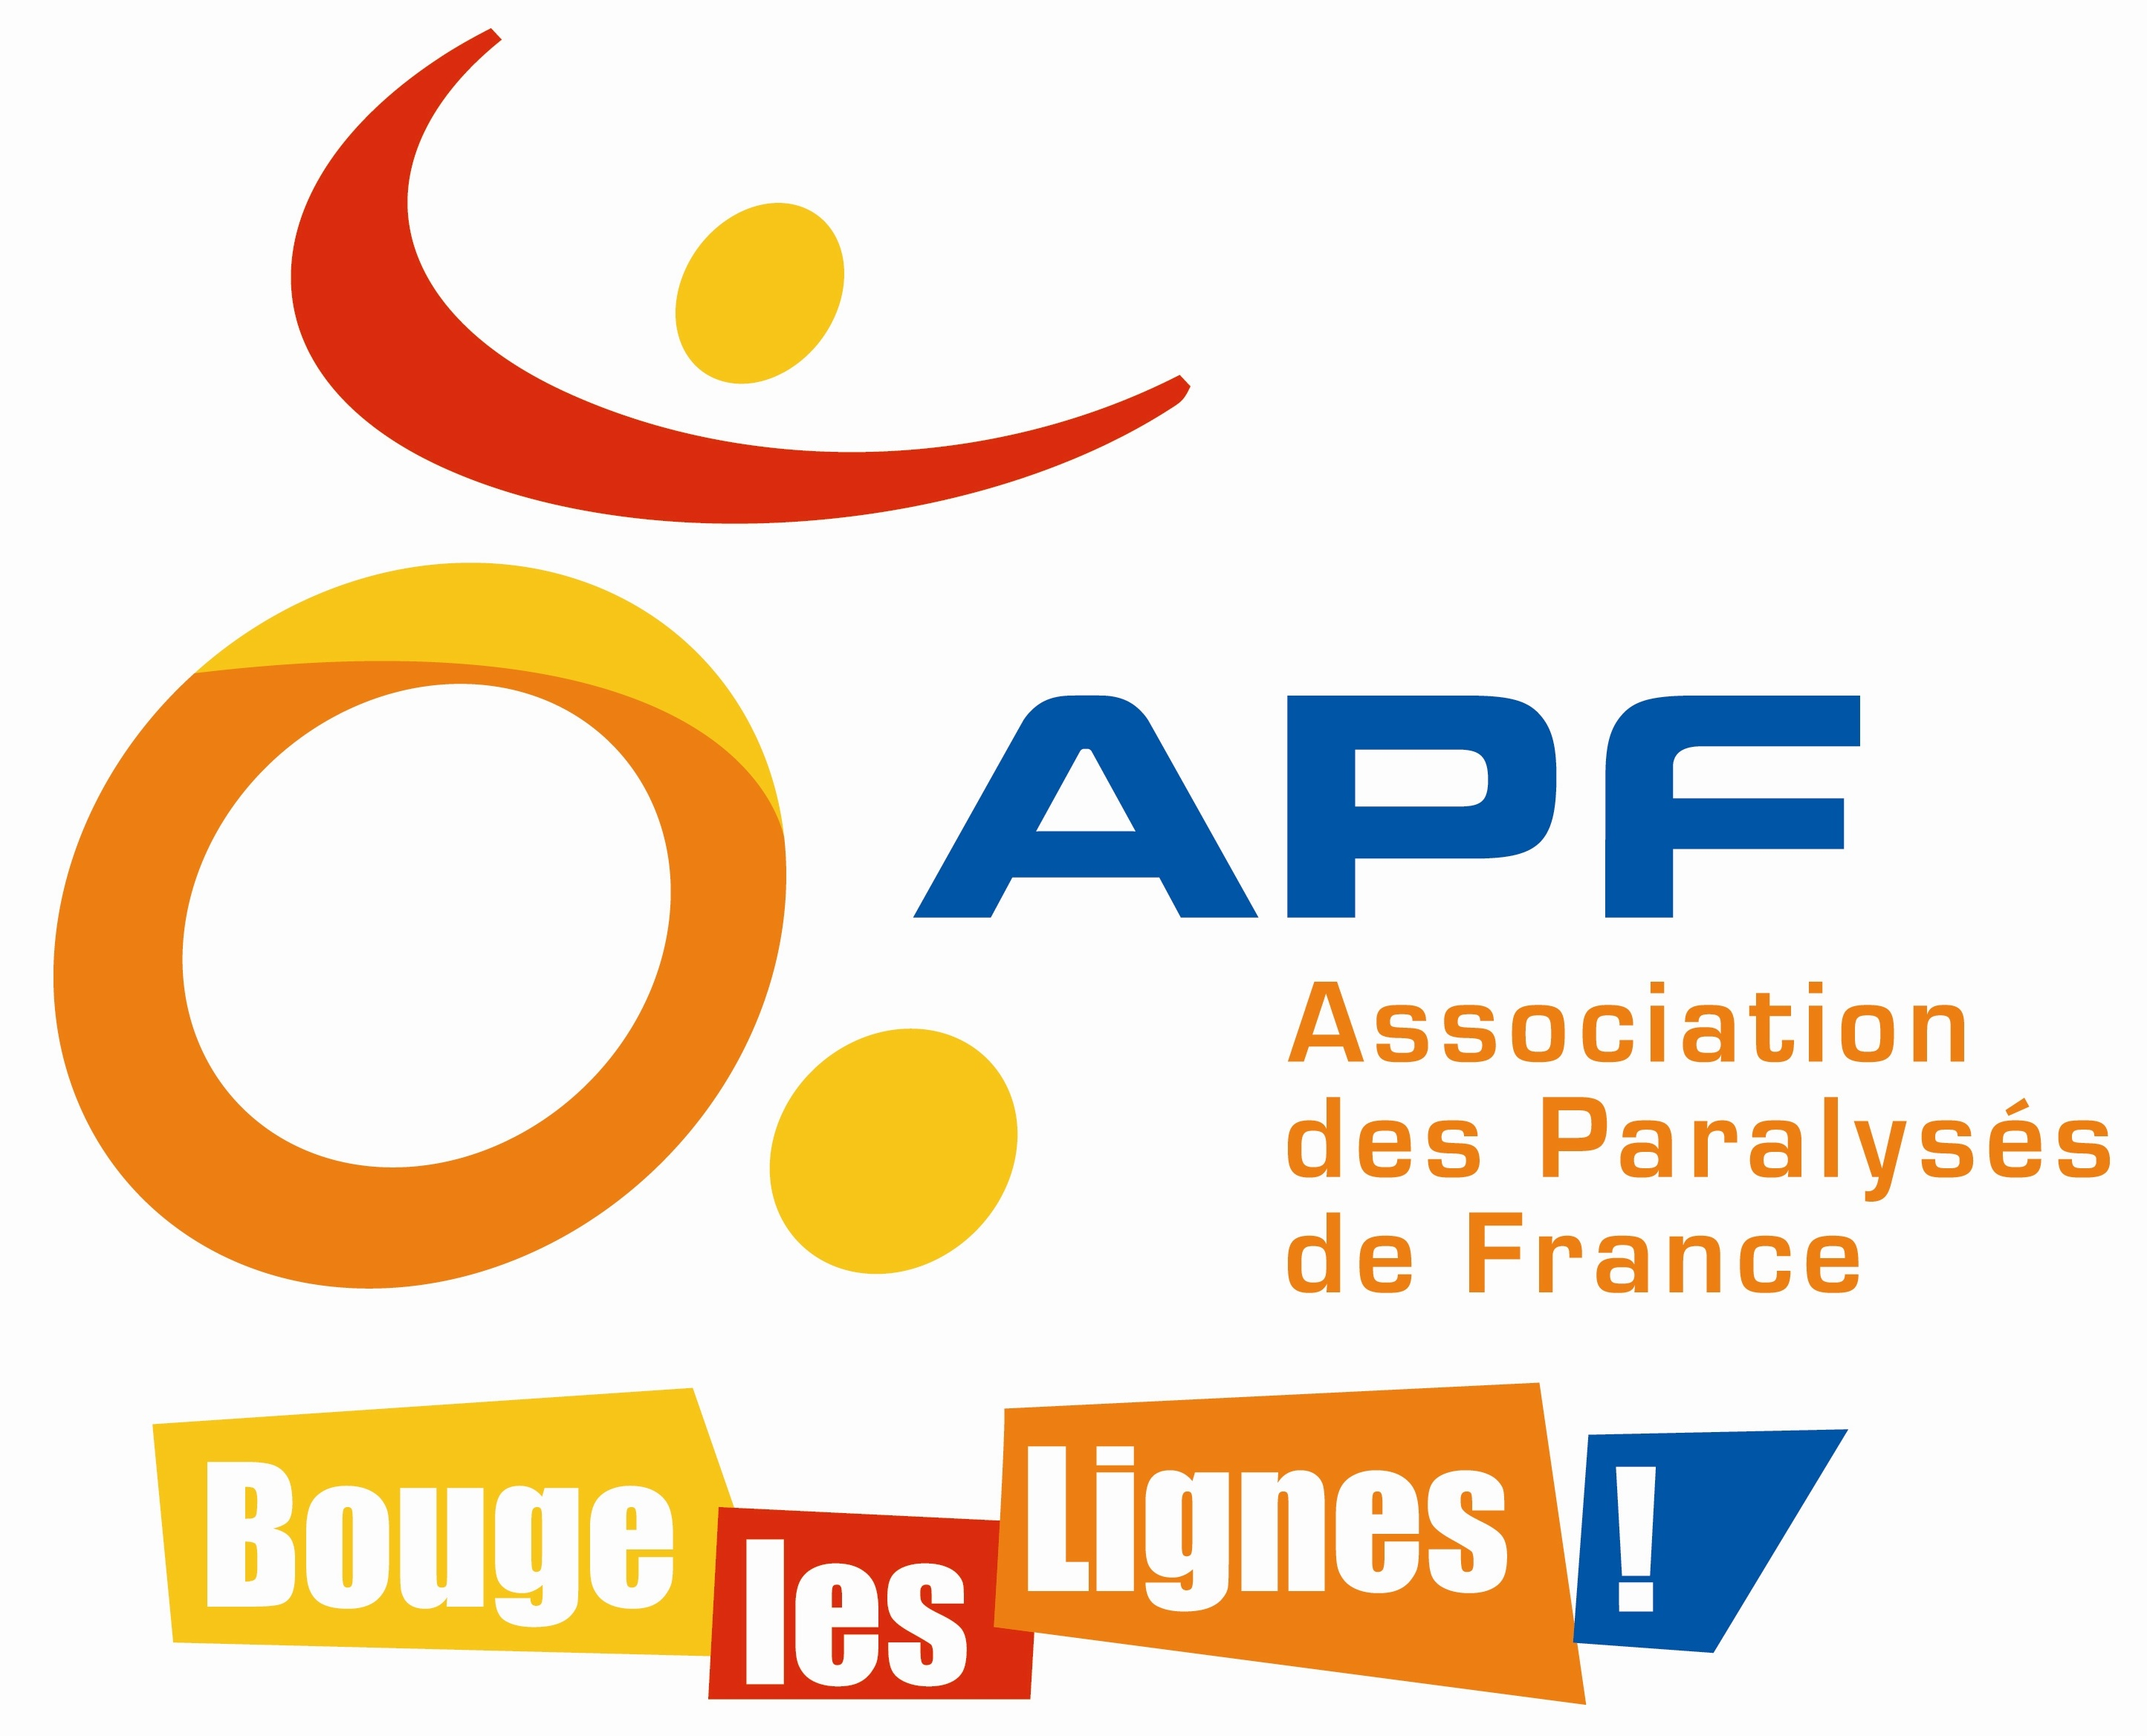 APF
Association
des Paralysés
de France
Bouge les Lignes !